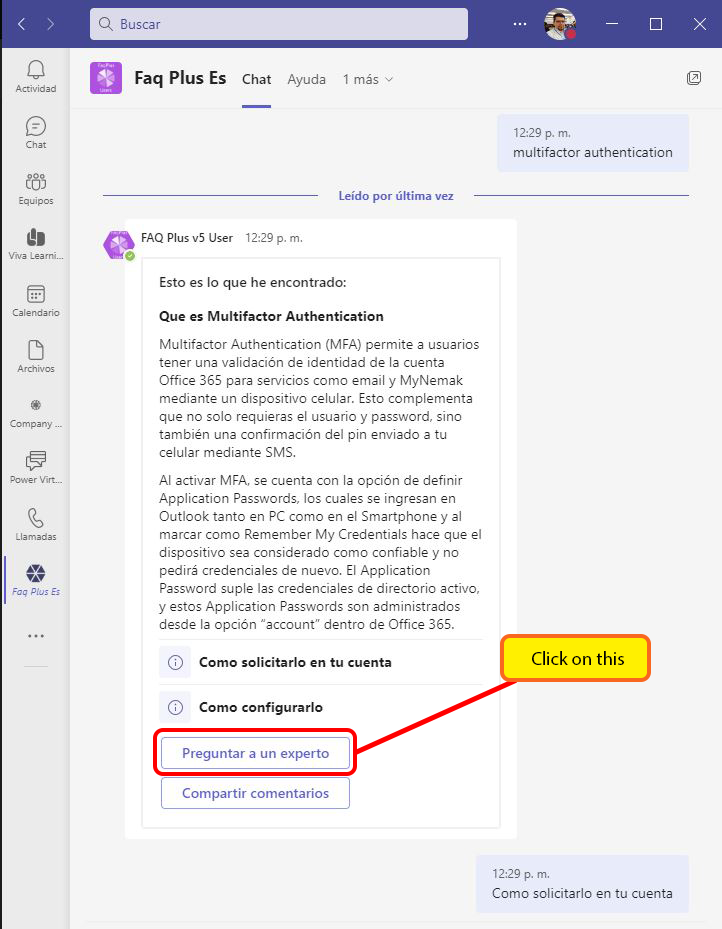 Buscar
Actividad
Chat
Equipos
Viva Learni...
Calendario
Archivos
Company ...
Power Virt...
Llamadas
Faq Plus Es
FaqPlus
Users
Faq Plus Es
Chat
Ayuda
1 más
12:29 p. m.
multifactor authentication
Leído por última vez
FAQ Plus v5 User
12:29 p. m.
Esto es lo que he encontrado:
Que es Multifactor Authentication
Multifactor Authentication (MFA) permite a usuarios
tener una validación de identidad de la cuenta
Office 365 para servicios como email y MyNemak
mediante un dispositivo celular. Esto complementa
que no solo requieras el usuario y password, sino
también una confirmación del pin enviado a tu
celular mediante SMS.
Al activar MFA, se cuenta con la opción de definir
Application Passwords, los cuales se ingresan en
Outlook tanto en PC como en el Smartphone y al
marcar como Remember My Credentials hace que el
dispositivo sea considerado como confiable y no
pedirá credenciales de nuevo. El Application
Password suple las credenciales de directorio activo,
y estos Application Passwords son administrados
desde la opción “account” dentro de Office 365.
Como solicitarlo en tu cuenta
Click on this
Como configurarlo
Preguntar a un experto
Compartir comentarios
12:29 p. m.
Como solicitarlo en tu cuenta